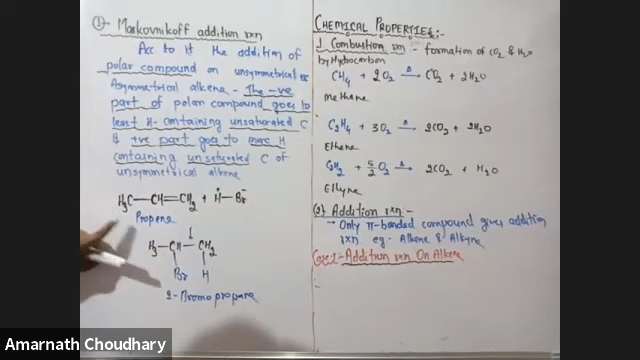 ① Markovnikoff addition rxn
Acc to it the addition of
polar compound on unsymmetrical or
Asymmetrical alkene - The -ve
part of polar compound goes to
least H- containing unsaturated C
& +ve part goes to more H
containing unsaturated C of
unsymmetrical alkene
H₃C — CH = CH₂ + H⁺ — Br⁻
Propene
↓
H₃ — CH — CH₂
Br H
2-Bromopropane
CHEMICAL PROPERTIES:-
1. Combustion rxn - formation of CO₂ & H₂O
by Hydrocarbon
CH₄ + 2O₂ →Δ CO₂ + 2H₂O
methane
C₂H₄ + 3O₂ →Δ 2CO₂ + 2H₂O
Ethene
C₂H₂ + 5/2 O₂ →Δ 2CO₂ + H₂O
Ethyne
(2) Addition rxn:-
- Only π-bonded compound gives addition
rxn eg- Alkene & Alkyne
Case 1- Addition rxn On Alkene
Amarnath Choudhary